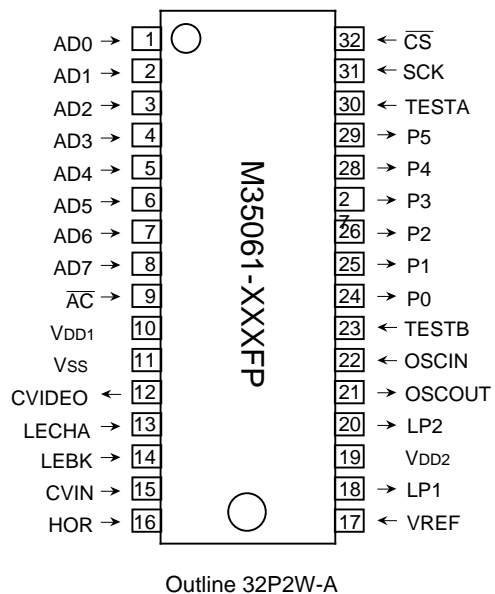 AD0 → 1
AD1 → 2
AD2 → 3
AD3 → 4
AD4 → 5
AD5 → 6
AD6 → 7
AD7 → 8
A̅C̅ → 9
VDD1 10
VSS 11
CVIDEO ← 12
LECHA → 13
LEBK → 14
CVIN → 15
HOR → 16
M35061-XXXFP
32 ← C̅S̅
31 ← SCK
30 ← TESTA
29 → P5
28 → P4
27 → P3
26 → P2
25 → P1
24 → P0
23 ← TESTB
22 ← OSCIN
21 → OSCOUT
20 → LP2
19 VDD2
18 → LP1
17 ← VREF
Outline 32P2W-A